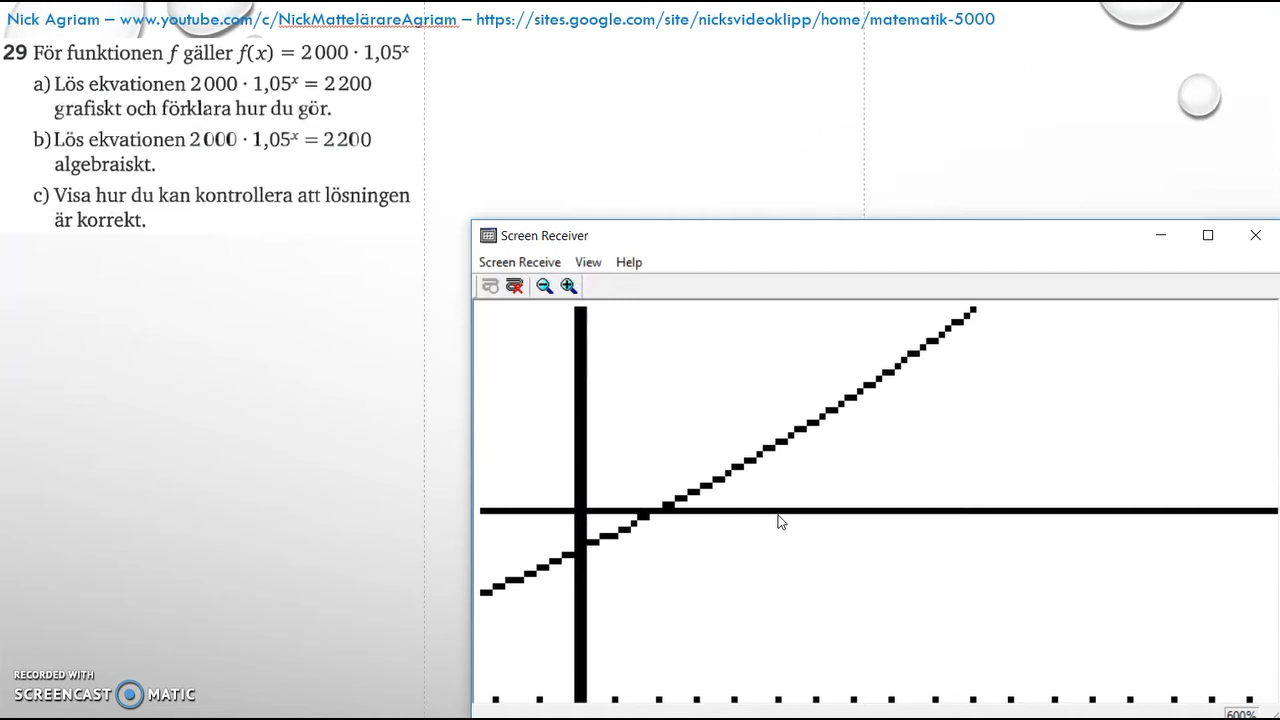 Nick Agriam – www.youtube.com/c/NickMattelärareAgriam – https://sites.google.com/site/nicksvideoklipp/home/matematik-5000
29 För funktionen f gäller f(x) = 2 000 · 1,05ˣ
a) Lös ekvationen 2 000 · 1,05ˣ = 2 200
grafiskt och förklara hur du gör.
b) Lös ekvationen 2 000 · 1,05ˣ = 2 200
algebraiskt.
c) Visa hur du kan kontrollera att lösningen
är korrekt.
Screen Receiver
Screen Receive View Help
RECORDED WITH
SCREENCAST MATIC
600%